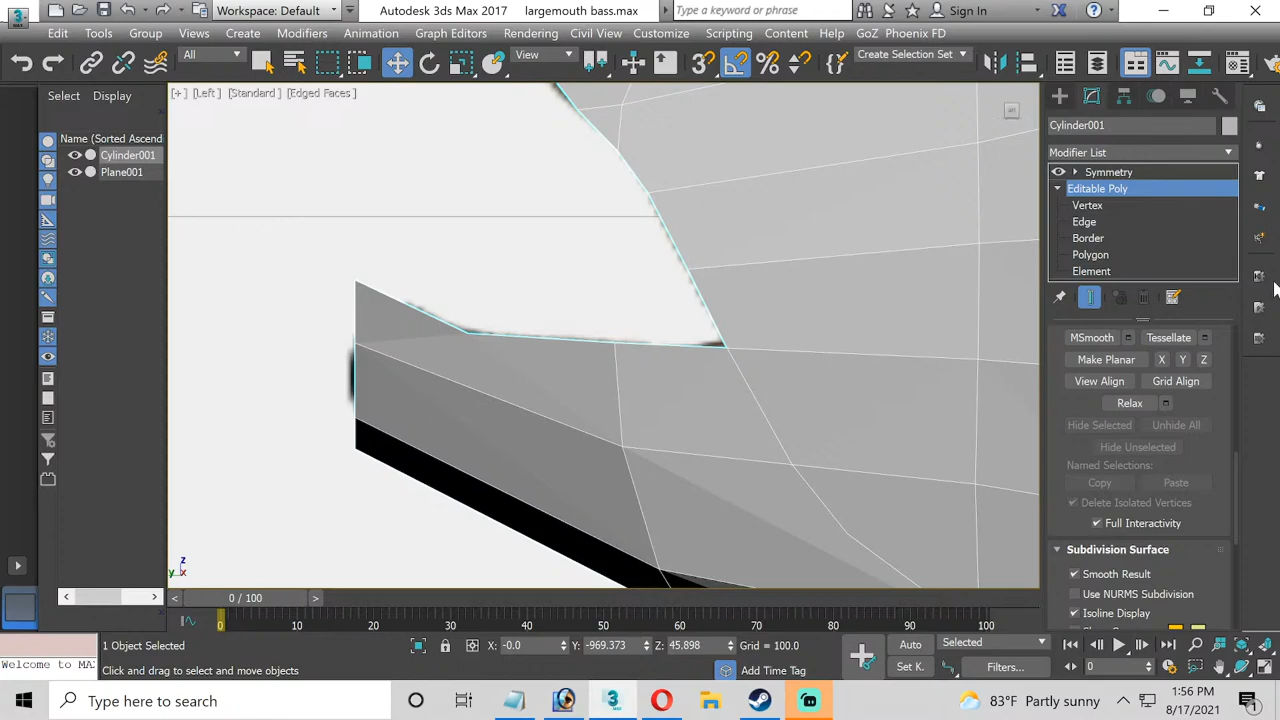 Workspace: Default
Autodesk 3ds Max 2017 largemouth bass.max
Type a keyword or phrase
Sign In
Edit Tools Group Views Create Modifiers Animation Graph Editors Rendering Civil View Customize Scripting Content Help GoZ Phoenix FD
All
View
Create Selection Set
Select Display
[+] [Left] [Standard] [Edged Faces]
Name (Sorted Ascend
Cylinder001
Plane001
Cylinder001
Modifier List
Symmetry
Editable Poly
Vertex
Edge
Border
Polygon
Element
MSmooth Tessellate
Make Planar X Y Z
View Align Grid Align
Relax
Hide Selected Unhide All
Hide Unselected
Named Selections:
Copy Paste
Delete Isolated Vertices
Full Interactivity
Subdivision Surface
Smooth Result
Use NURMS Subdivision
Isoline Display
z
y x
< 0 / 100 >
0 10 20 30 40 50 60 70 80 90 100
1 Object Selected
X: -0.0 Y: -969.373 Z: 45.898 Grid = 100.0
Auto Selected
Welcome to MA
Click and drag to select and move objects
Add Time Tag
Set K. Filters...
0
Type here to search
83°F Partly sunny
1:56 PM
8/17/2021
1